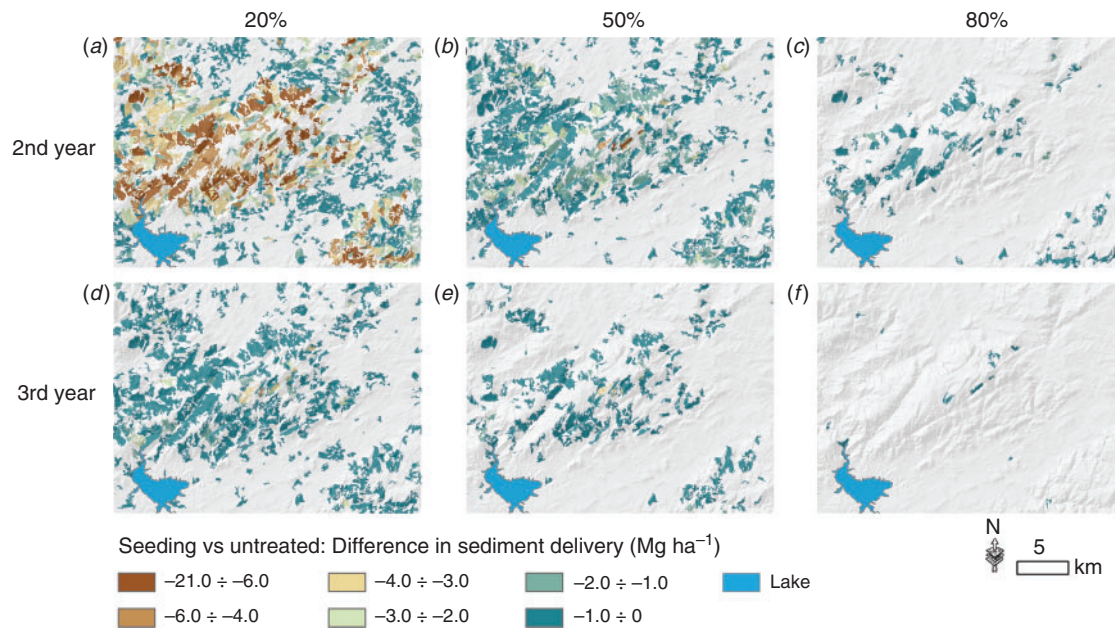 20% 50% 80%
(a) (b) (c)
2nd year
(d) (e) (f)
3rd year
Seeding vs untreated: Difference in sediment delivery (Mg ha⁻¹)
N
5
km
–21.0 ÷ –6.0 –4.0 ÷ –3.0 –2.0 ÷ –1.0 Lake
–6.0 ÷ –4.0 –3.0 ÷ –2.0 –1.0 ÷ 0